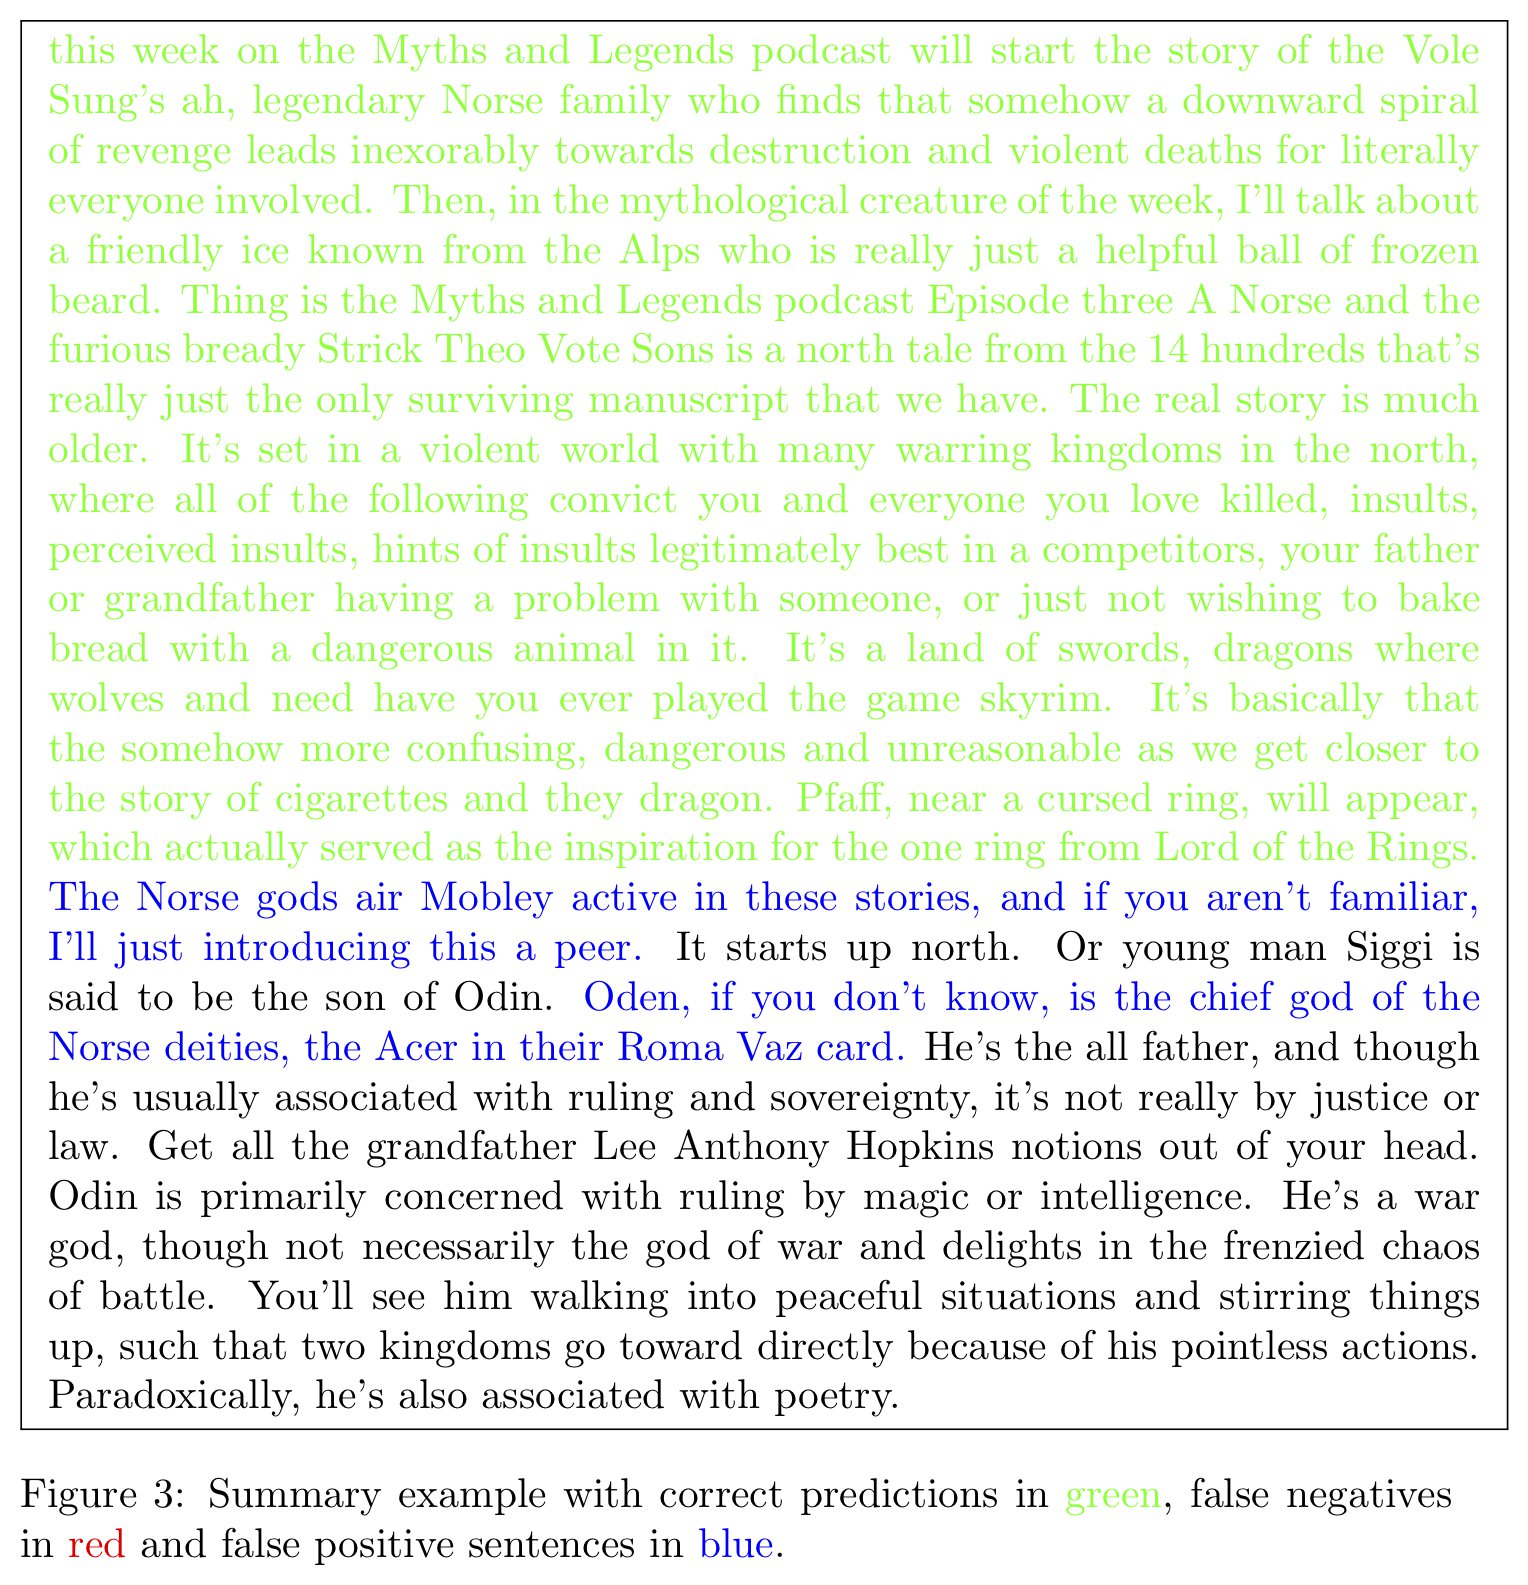 this week on the Myths and Legends podcast will start the story of the Vole
Sung's ah, legendary Norse family who finds that somehow a downward spiral
of revenge leads inexorably towards destruction and violent deaths for literally
everyone involved. Then, in the mythological creature of the week, I'll talk about
a friendly ice known from the Alps who is really just a helpful ball of frozen
beard. Thing is the Myths and Legends podcast Episode three A Norse and the
furious bready Strick Theo Vote Sons is a north tale from the 14 hundreds that's
really just the only surviving manuscript that we have. The real story is much
older. It's set in a violent world with many warring kingdoms in the north,
where all of the following convict you and everyone you love killed, insults,
perceived insults, hints of insults legitimately best in a competitors, your father
or grandfather having a problem with someone, or just not wishing to bake
bread with a dangerous animal in it. It's a land of swords, dragons where
wolves and need have you ever played the game skyrim. It's basically that
the somehow more confusing, dangerous and unreasonable as we get closer to
the story of cigarettes and they dragon. Pfaff, near a cursed ring, will appear,
which actually served as the inspiration for the one ring from Lord of the Rings.
The Norse gods air Mobley active in these stories, and if you aren't familiar,
I'll just introducing this a peer. It starts up north. Or young man Siggi is
said to be the son of Odin. Oden, if you don't know, is the chief god of the
Norse deities, the Acer in their Roma Vaz card. He's the all father, and though
he's usually associated with ruling and sovereignty, it's not really by justice or
law. Get all the grandfather Lee Anthony Hopkins notions out of your head.
Odin is primarily concerned with ruling by magic or intelligence. He's a war
god, though not necessarily the god of war and delights in the frenzied chaos
of battle. You'll see him walking into peaceful situations and stirring things
up, such that two kingdoms go toward directly because of his pointless actions.
Paradoxically, he's also associated with poetry.
Figure 3: Summary example with correct predictions in green, false negatives
in red and false positive sentences in blue.